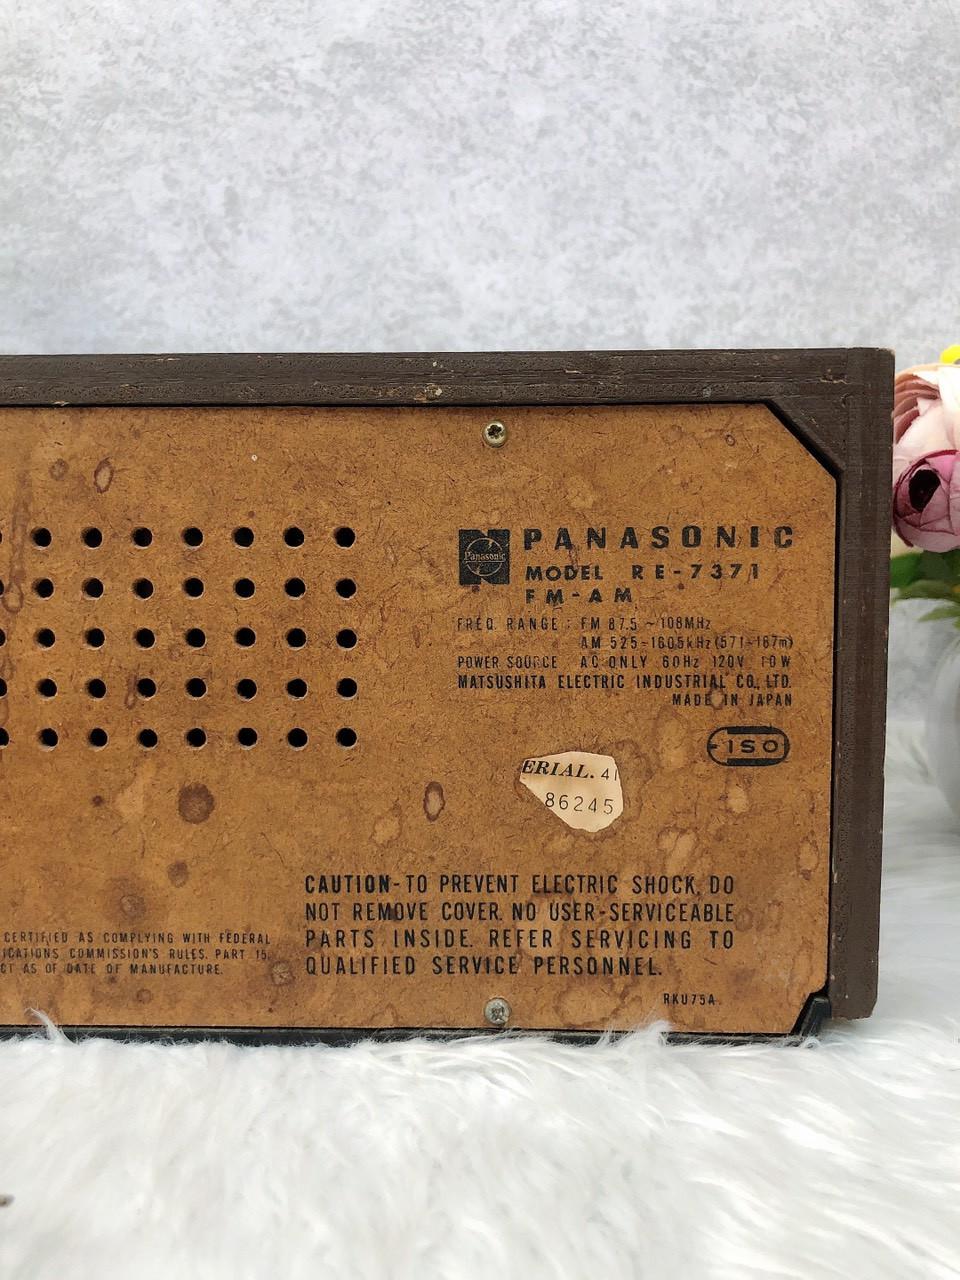 Panasonic
PANASONIC
MODEL RE-7371
FM-AM
FREQ. RANGE : FM 87.5 ~ 108MHz
AM 525~1605kHz (571~187m)
POWER SOURCE AC ONLY 60Hz 120V 10W
MATSUSHITA ELECTRIC INDUSTRIAL CO., LTD.
MADE IN JAPAN
ISO
ERIAL. 41
86245
CAUTION-TO PREVENT ELECTRIC SHOCK, DO
NOT REMOVE COVER. NO USER-SERVICEABLE
PARTS INSIDE. REFER SERVICING TO
QUALIFIED SERVICE PERSONNEL.
CERTIFIED AS COMPLYING WITH FEDERAL
ICATIONS COMMISSION'S RULES, PART 15,
CT AS OF DATE OF MANUFACTURE.
RKU75A